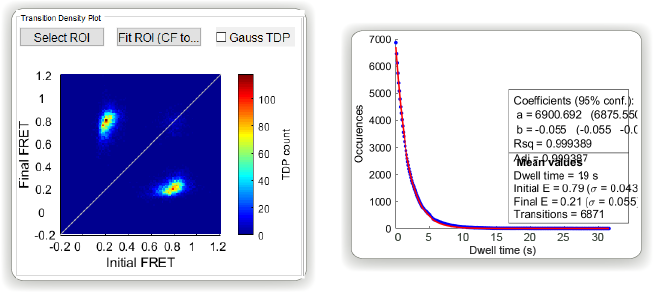 Transition Density Plot
Select ROI
Fit ROI (CF to...
Gauss TDP
1.2
1
0.8
0.6
0.4
0.2
0
-0.2
-0.2 0 0.2 0.4 0.6 0.8 1 1.2
Final FRET
Initial FRET
100
80
60
40
20
0
TDP count
7000
6000
5000
4000
3000
2000
1000
0
Occurences
0 5 10 15 20 25 30
Dwell time (s)
Coefficients (95% conf.):
a = 6900.692 (6875.550
b = -0.055 (-0.055 -0.0
Rsq = 0.999389
Adj = 0.999387
Mean values
Dwell time = 19 s
Initial E = 0.79 (σ = 0.043
Final E = 0.21 (σ = 0.055)
Transitions = 6871